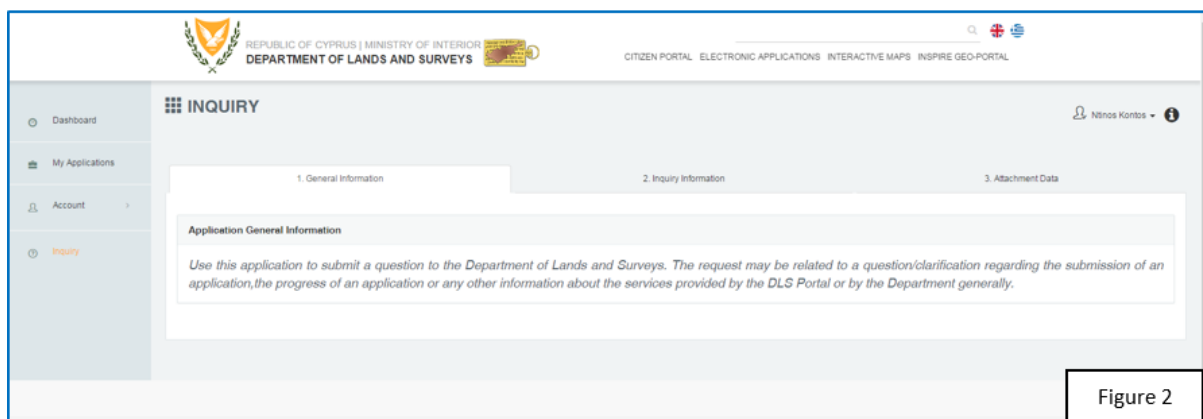 REPUBLIC OF CYPRUS | MINISTRY OF INTERIOR
DEPARTMENT OF LANDS AND SURVEYS
CITIZEN PORTAL ELECTRONIC APPLICATIONS INTERACTIVE MAPS INSPIRE GEO-PORTAL
INQUIRY
Ntinos Kontos
Dashboard
My Applications
Account
Inquiry
1. General Information
2. Inquiry Information
3. Attachment Data
Application General Information
Use this application to submit a question to the Department of Lands and Surveys. The request may be related to a question/clarification regarding the submission of an
application,the progress of an application or any other information about the services provided by the DLS Portal or by the Department generally.
Figure 2